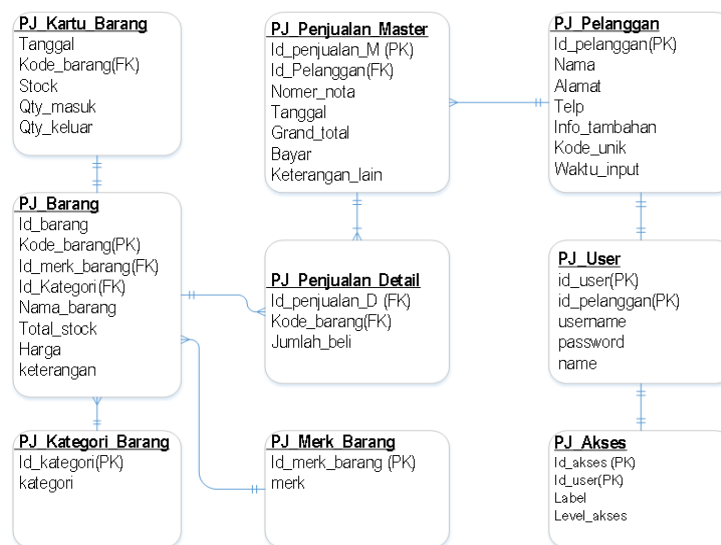 PJ_Kartu_Barang
Tanggal
Kode_barang(FK)
Stock
Qty_masuk
Qty_keluar
PJ_Barang
Id_barang
Kode_barang(PK)
Id_merk_barang(FK)
Id_Kategori(FK)
Nama_barang
Total_stock
Harga
keterangan
PJ_Kategori_Barang
Id_kategori(PK)
kategori
PJ_Penjualan_Master
Id_penjualan_M (PK)
Id_Pelanggan(FK)
Nomer_nota
Tanggal
Grand_total
Bayar
Keterangan_lain
PJ_Penjualan_Detail
Id_penjualan_D (FK)
Kode_barang(FK)
Jumlah_beli
PJ_Merk_Barang
Id_merk_barang (PK)
merk
PJ_Pelanggan
Id_pelanggan(PK)
Nama
Alamat
Telp
Info_tambahan
Kode_unik
Waktu_input
PJ_User
id_user(PK)
id_pelanggan(PK)
username
password
name
PJ_Akses
Id_akses (PK)
Id_user(PK)
Label
Level_akses